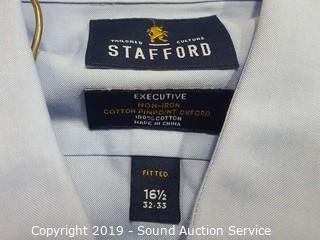 TAILORED CULTURE
STAFFORD
EXECUTIVE
NON-IRON
COTTON PINPOINT OXFORD
100% COTTON
MADE IN CHINA
FITTED
16½
32-33
Copyright 2019 - Sound Auction Service